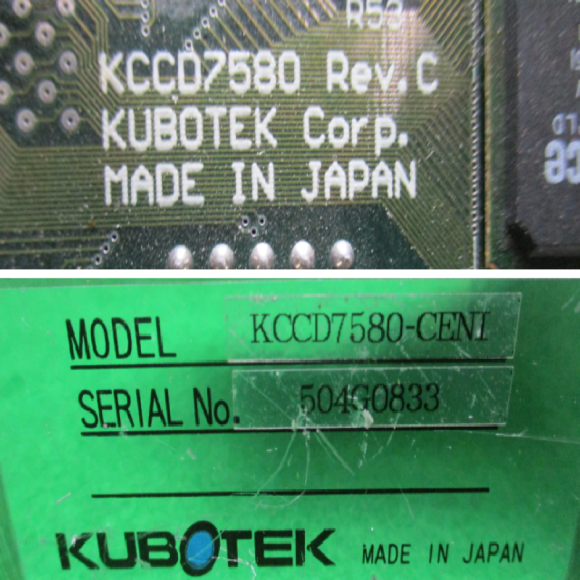 R53
KCCD7580 Rev.C
KUBOTEK Corp.
MADE IN JAPAN
MODEL KCCD7580-CENI
SERIAL No. 504G0833
KUBOTEK MADE IN JAPAN